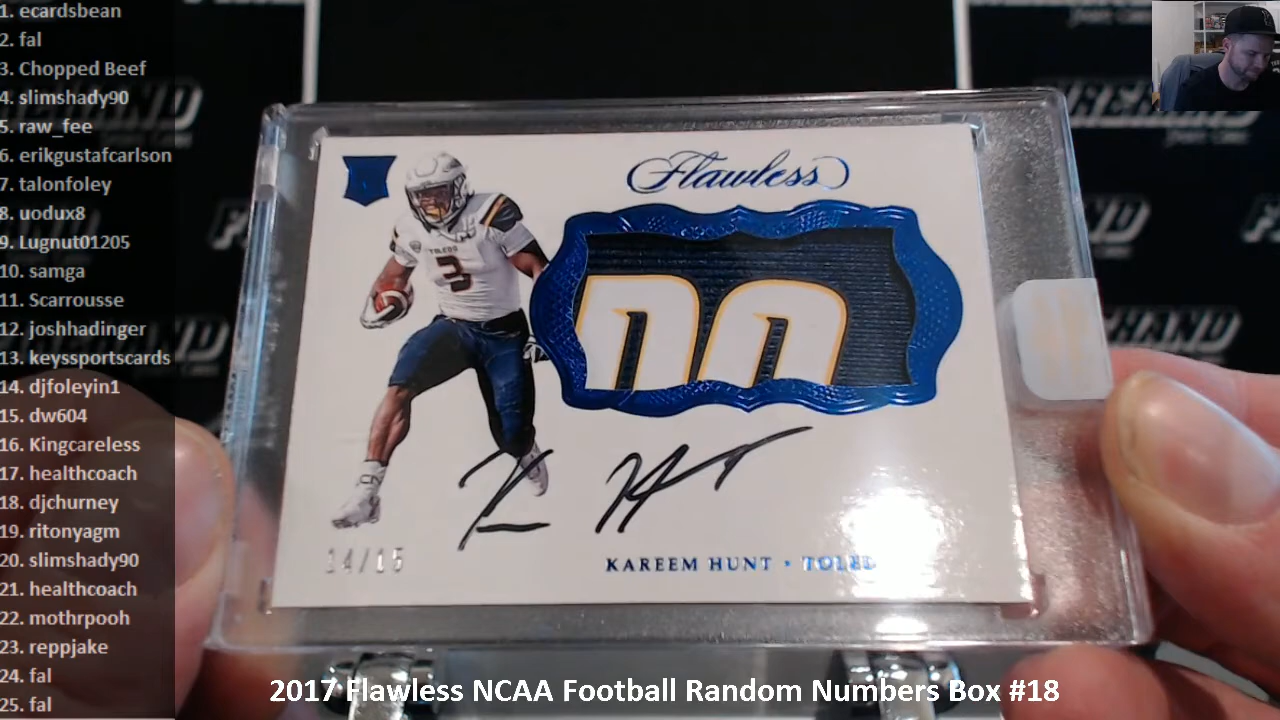 1. ecardsbean
2. fal
3. Chopped Beef
4. slimshady90
5. raw_fee
6. erikgustafcarlson
7. talonfoley
8. uodux8
9. Lugnut01205
10. samga
11. Scarrousse
12. joshhadinger
13. keyssportscards
14. djfoleyin1
15. dw604
16. Kingcareless
17. healthcoach
18. djchurney
19. ritonyagm
20. slimshady90
21. healthcoach
22. mothrpooh
23. reppjake
24. fal
25. fal
Flawless
TOLEDO
3
14/15
KAREEM HUNT • TOLEDO
2017 Flawless NCAA Football Random Numbers Box #18